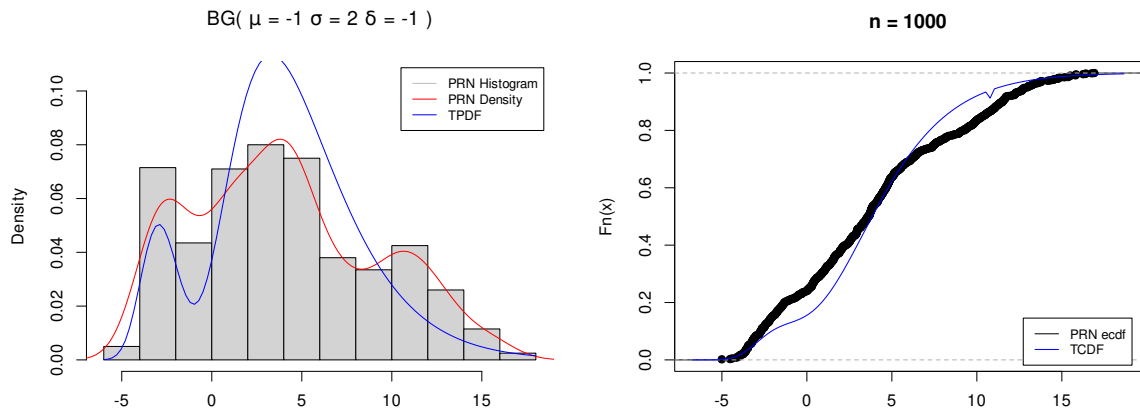 BG( μ = -1 σ = 2 δ = -1 )
Density
0.00
0.02
0.04
0.06
0.08
0.10
-5 0 5 10 15
PRN Histogram
PRN Density
TPDF
n = 1000
Fn(x)
0.0
0.2
0.4
0.6
0.8
1.0
-5 0 5 10 15
PRN ecdf
TCDF